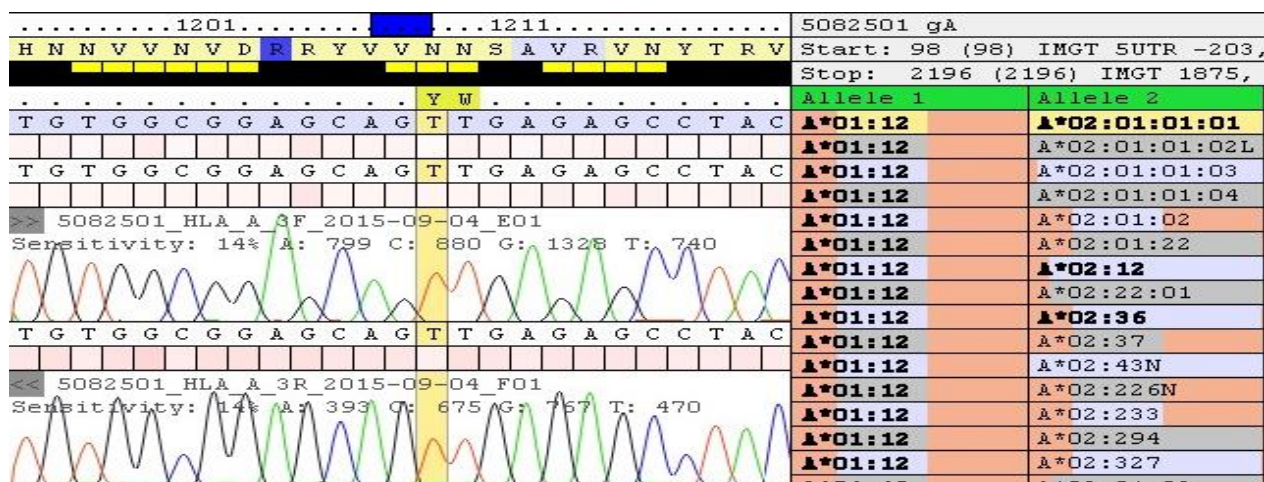 ..........1201..............1211..............
5082501 gA
H N N V V N V D R R Y V V N N S A V R V N Y T R V
Start: 98 (98) IMGT 5UTR -203,
Stop: 2196 (2196) IMGT 1875,
. . . . . . . . . . . . . Y W . . . . . . . . . .
Allele 1 Allele 2
T G T G G C G G A G C A G T T G A G A G C C T A C
A*01:12 A*02:01:01:01
A*01:12 A*02:01:01:02L
T G T G G C G G A G C A G T T G A G A G C C T A C
A*01:12 A*02:01:01:03
A*01:12 A*02:01:01:04
>> 5082501_HLA_A_3F_2015-09-04_E01
A*01:12 A*02:01:02
Sensitivity: 14% A: 799 C: 880 G: 1328 T: 740
A*01:12 A*02:01:22
A*01:12 A*02:12
A*01:12 A*02:22:01
A*01:12 A*02:36
T G T G G C G G A G C A G T T G A G A G C C T A C
A*01:12 A*02:37
A*01:12 A*02:43N
<< 5082501_HLA_A_3R_2015-09-04_F01
A*01:12 A*02:226N
Sensitivity: 14% A: 393 C: 675 G: 767 T: 470
A*01:12 A*02:233
A*01:12 A*02:294
A*01:12 A*02:327